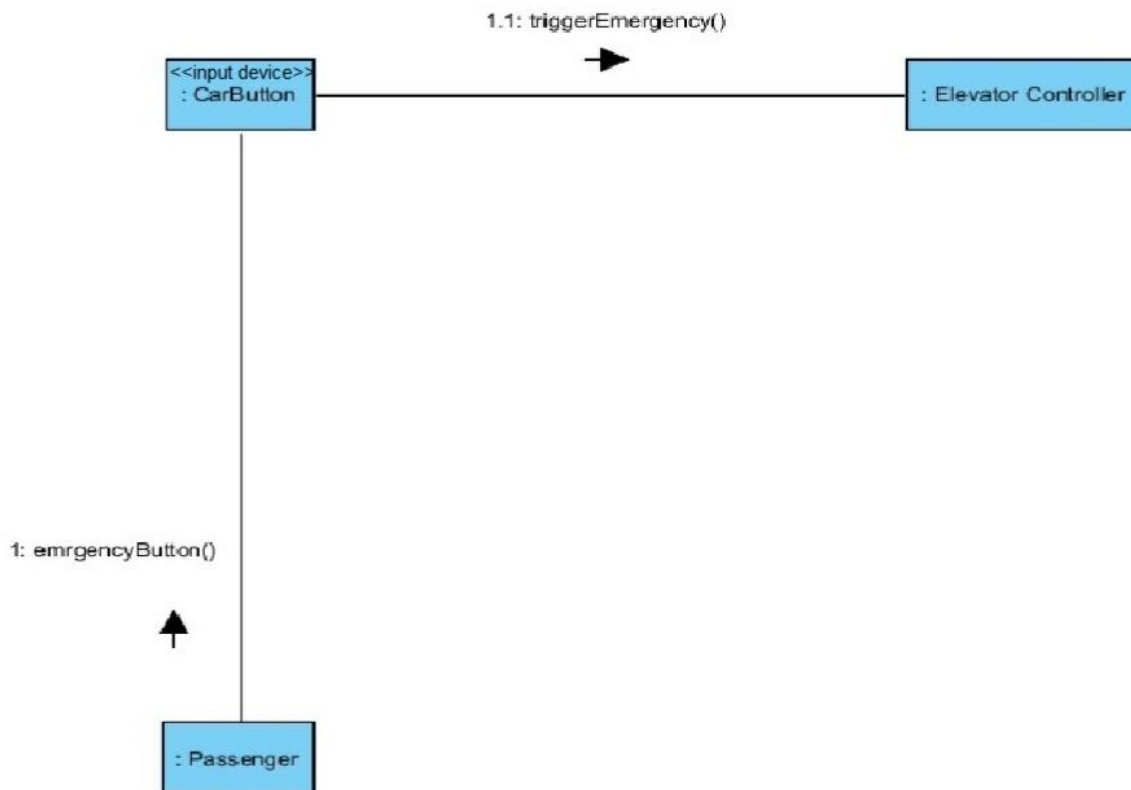 1.1: triggerEmergency()
<<input device>>
: CarButton
: Elevator Controller
1: emrgencyButton()
: Passenger